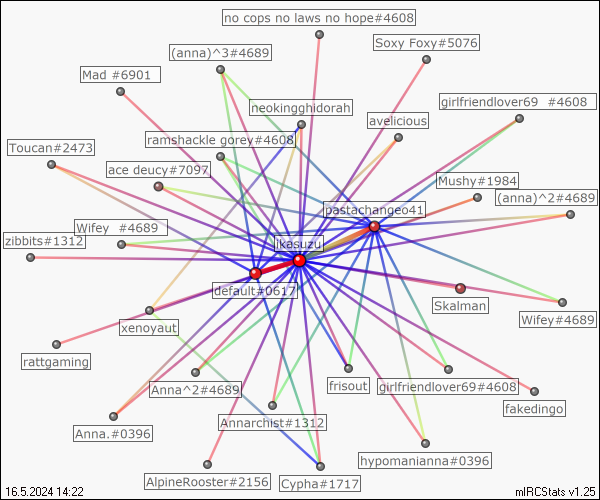 no cops no laws no hope#4608
Soxy Foxy#5076
(anna)^3#4689
Mad #6901
neokingghidorah
girlfriendlover69 #4608
avelicious
ramshackle gorey#4608
Toucan#2473
ace deucy#7097
Mushy#1984
(anna)^2#4689
pastachangeo41
Wifey #4689
zibbits#1312
ikasuzu
default#0617
Skalman
Wifey#4689
xenoyaut
rattgaming
frisout
girlfriendlover69#4608
Anna^2#4689
fakedingo
Annarchist#1312
Anna.#0396
hypomanianna#0396
AlpineRooster#2156
Cypha#1717
16.5.2024 14:22
mIRCStats v1.25